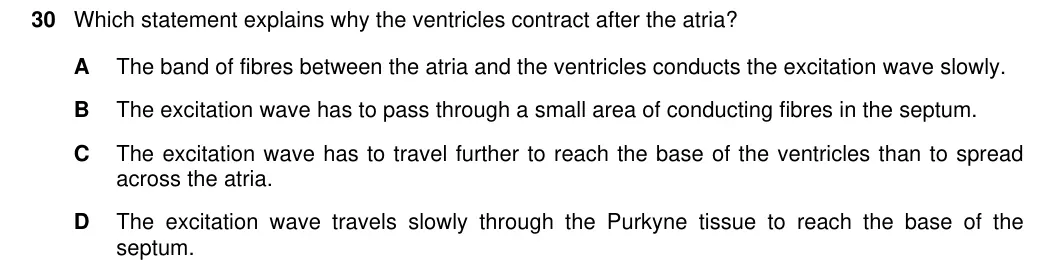 30 Which statement explains why the ventricles contract after the atria?
A The band of fibres between the atria and the ventricles conducts the excitation wave slowly.
B The excitation wave has to pass through a small area of conducting fibres in the septum.
C The excitation wave has to travel further to reach the base of the ventricles than to spread
across the atria.
D The excitation wave travels slowly through the Purkyne tissue to reach the base of the
septum.